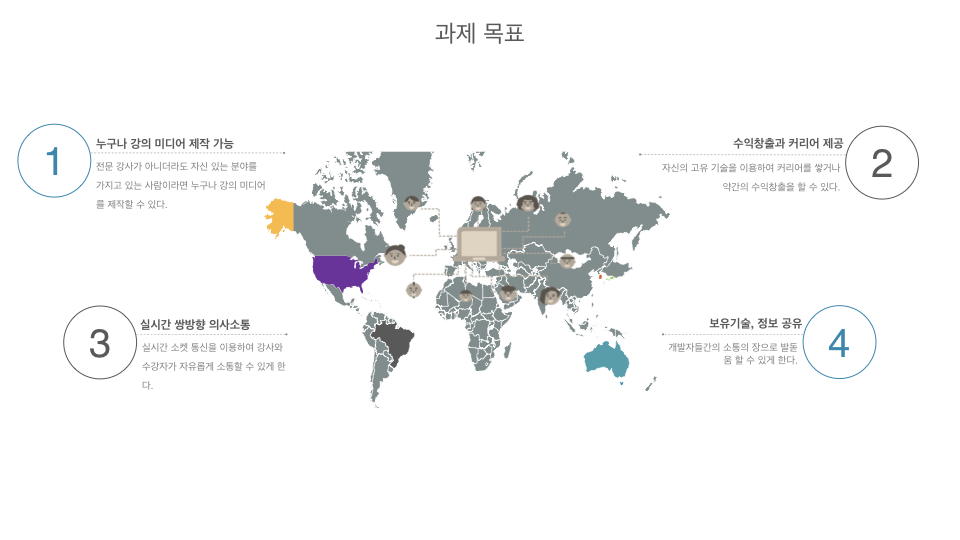 과제 목표
1
누구나 강의 미디어 제작 가능
전문 강사가 아니더라도 자신 있는 분야를
가지고 있는 사람이라면 누구나 강의 미디어
를 제작할 수 있다.
수익창출과 커리어 제공
2
자신의 고유 기술을 이용하여 커리어를 쌓거나
약간의 수익창출을 할 수 있다.
3
실시간 쌍방향 의사소통
실시간 소켓 통신을 이용하여 강사와
수강자가 자유롭게 소통할 수 있게 한
다.
보유기술, 정보 공유
4
개발자들간의 소통의 장으로 발돋
움 할 수 있게 한다.